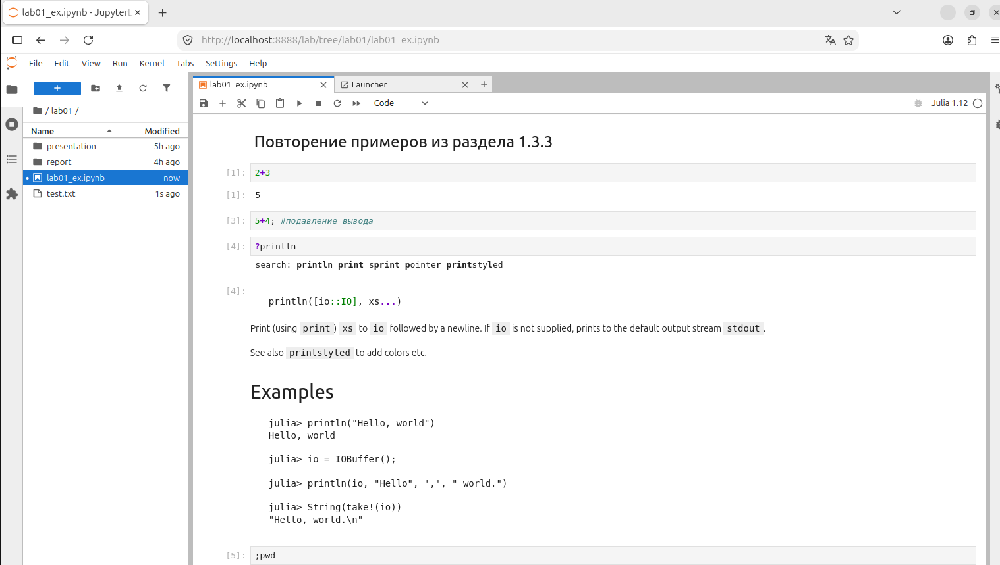 lab01_ex.ipynb - JupyterL
http://localhost:8888/lab/tree/lab01/lab01_ex.ipynb
File Edit View Run Kernel Tabs Settings Help
lab01_ex.ipynb Launcher
Code Julia 1.12
/ lab01 /
Name Modified
presentation 5h ago
report 4h ago
lab01_ex.ipynb now
test.txt 1s ago
Повторение примеров из раздела 1.3.3
[1]: 2+3
[1]: 5
[3]: 5+4; #подавление вывода
[4]: ?println
search: println print sprint pointer printstyled
[4]:
println([io::IO], xs...)
Print (using print ) xs to io followed by a newline. If io is not supplied, prints to the default output stream stdout .
See also printstyled to add colors etc.
Examples
julia> println("Hello, world")
Hello, world
julia> io = IOBuffer();
julia> println(io, "Hello", ',', " world.")
julia> String(take!(io))
"Hello, world.\n"
[5]: ;pwd